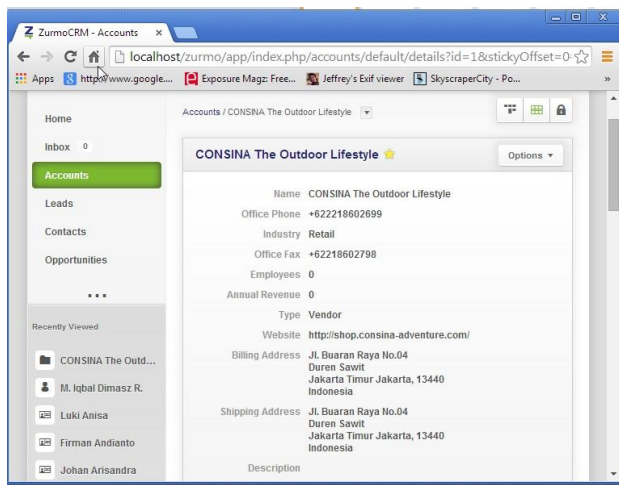 ZurmoCRM - Accounts
localhost/zurmo/app/index.php/accounts/default/details?id=1&stickyOffset=0
Apps http://www.google.... Exposure Magz: Free... Jeffrey's Exif viewer SkyscraperCity - Po... »
Home
Inbox 0
Accounts
Leads
Contacts
Opportunities
...
Recently Viewed
CONSINA The Outd...
M. Iqbal Dimasz R.
Luki Anisa
Firman Andianto
Johan Arisandra
Accounts / CONSINA The Outdoor Lifestyle
CONSINA The Outdoor Lifestyle
Options
Name CONSINA The Outdoor Lifestyle
Office Phone +622218602699
Industry Retail
Office Fax +62218602798
Employees 0
Annual Revenue 0
Type Vendor
Website http://shop.consina-adventure.com/
Billing Address Jl. Buaran Raya No.04
Duren Sawit
Jakarta Timur Jakarta, 13440
Indonesia
Shipping Address Jl. Buaran Raya No.04
Duren Sawit
Jakarta Timur Jakarta, 13440
Indonesia
Description